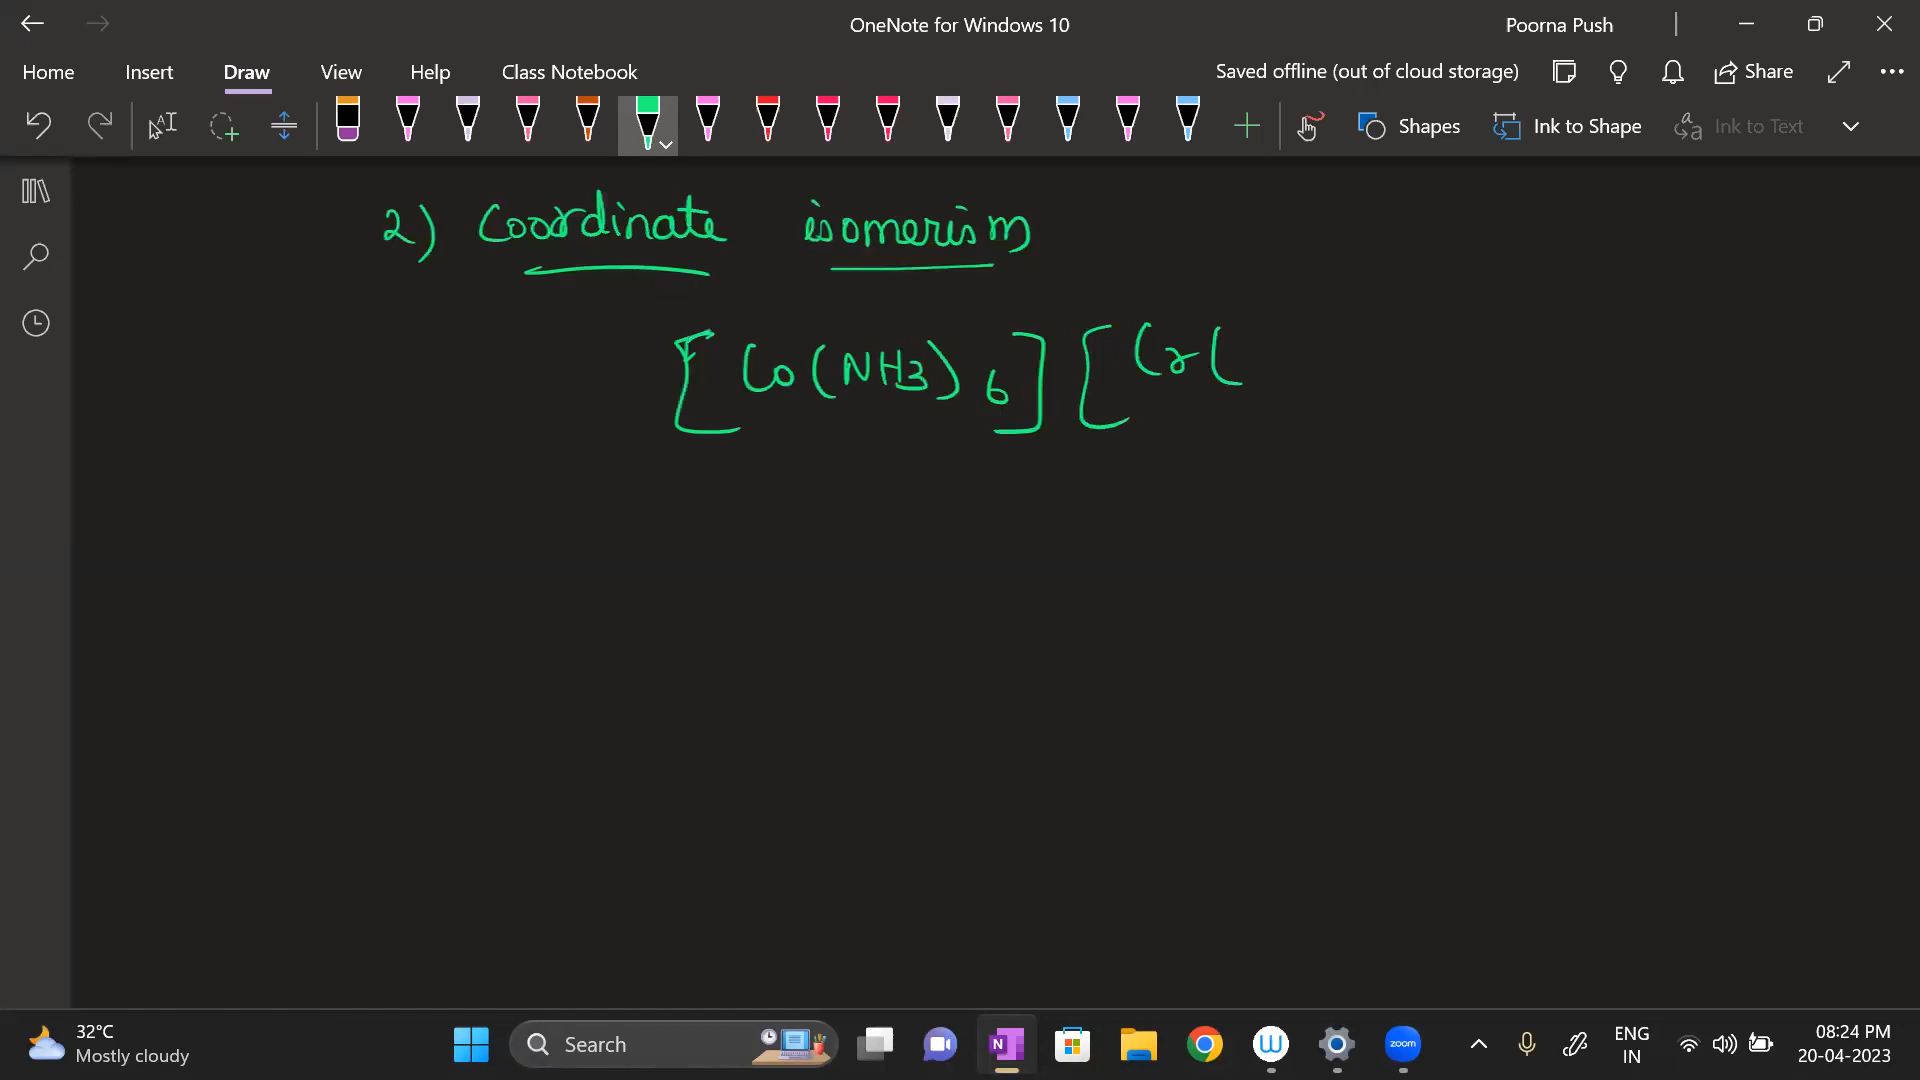 OneNote for Windows 10
Poorna Push
Home Insert Draw View Help Class Notebook
Saved offline (out of cloud storage)
Share
Shapes
Ink to Shape
Ink to Text
2) Coordinate isomerism
[Co(NH3)6] [Cr(
32°C
Mostly cloudy
Search
zoom
ENG
IN
08:24 PM
20-04-2023